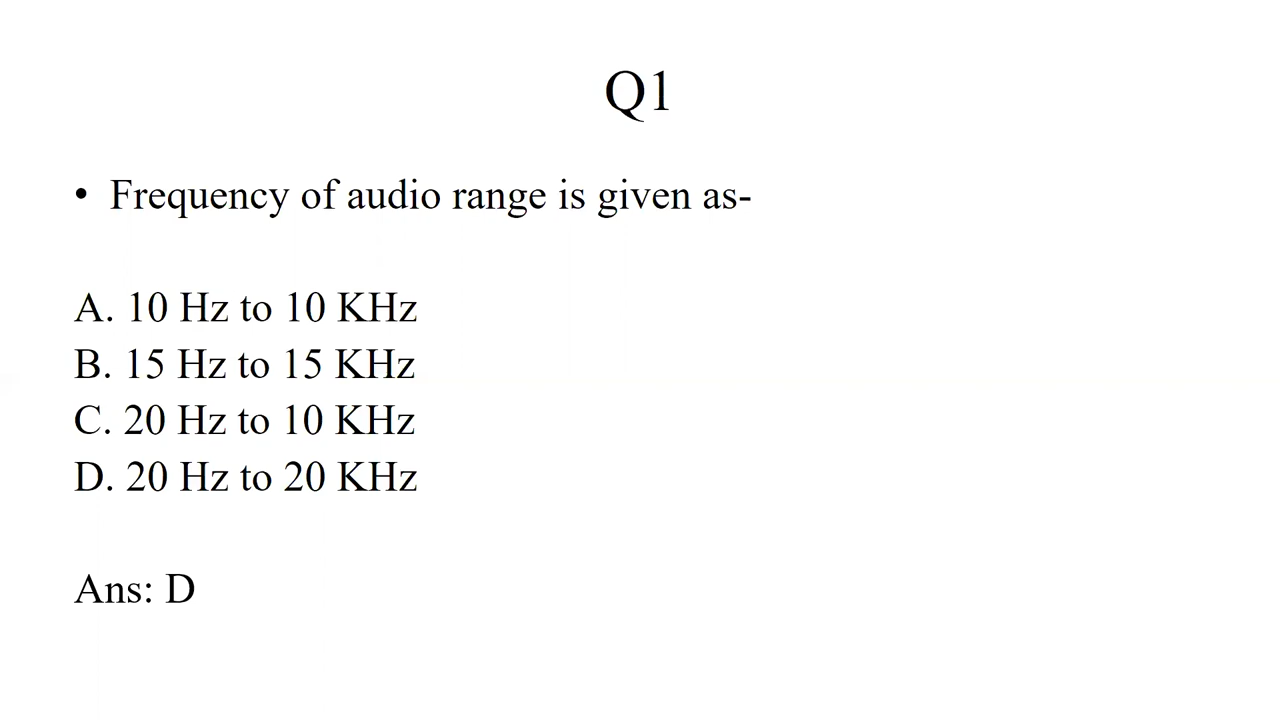 Q1
• Frequency of audio range is given as-
A. 10 Hz to 10 KHz
B. 15 Hz to 15 KHz
C. 20 Hz to 10 KHz
D. 20 Hz to 20 KHz
Ans: D